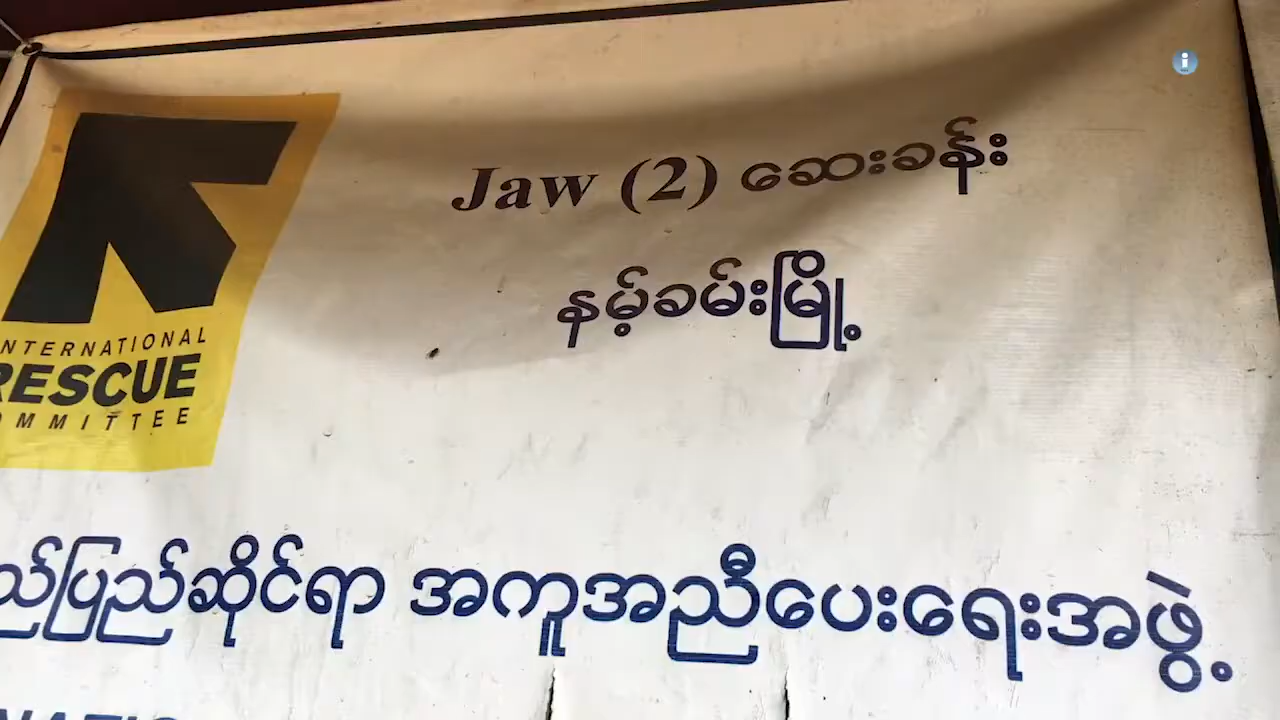 Jaw (2) ဆေးခန်း
နမ့်ခမ်းမြို့
INTERNATIONAL
RESCUE
COMMITTEE
ပြည်ဆိုင်ရာ အကူအညီပေးရေးအဖွဲ့